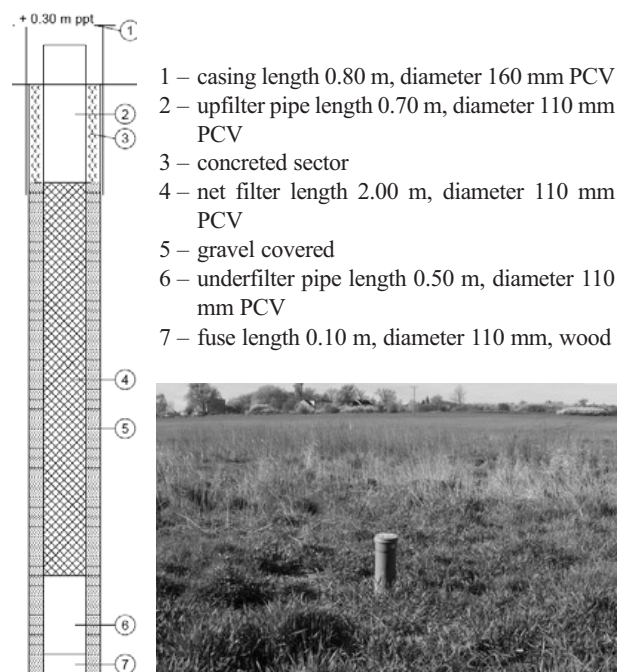 + 0.30 m ppt
1
2
3
4
5
6
7
1 – casing length 0.80 m, diameter 160 mm PCV
2 – upfilter pipe length 0.70 m, diameter 110 mm
PCV
3 – concreted sector
4 – net filter length 2.00 m, diameter 110 mm
PCV
5 – gravel covered
6 – underfilter pipe length 0.50 m, diameter 110
mm PCV
7 – fuse length 0.10 m, diameter 110 mm, wood